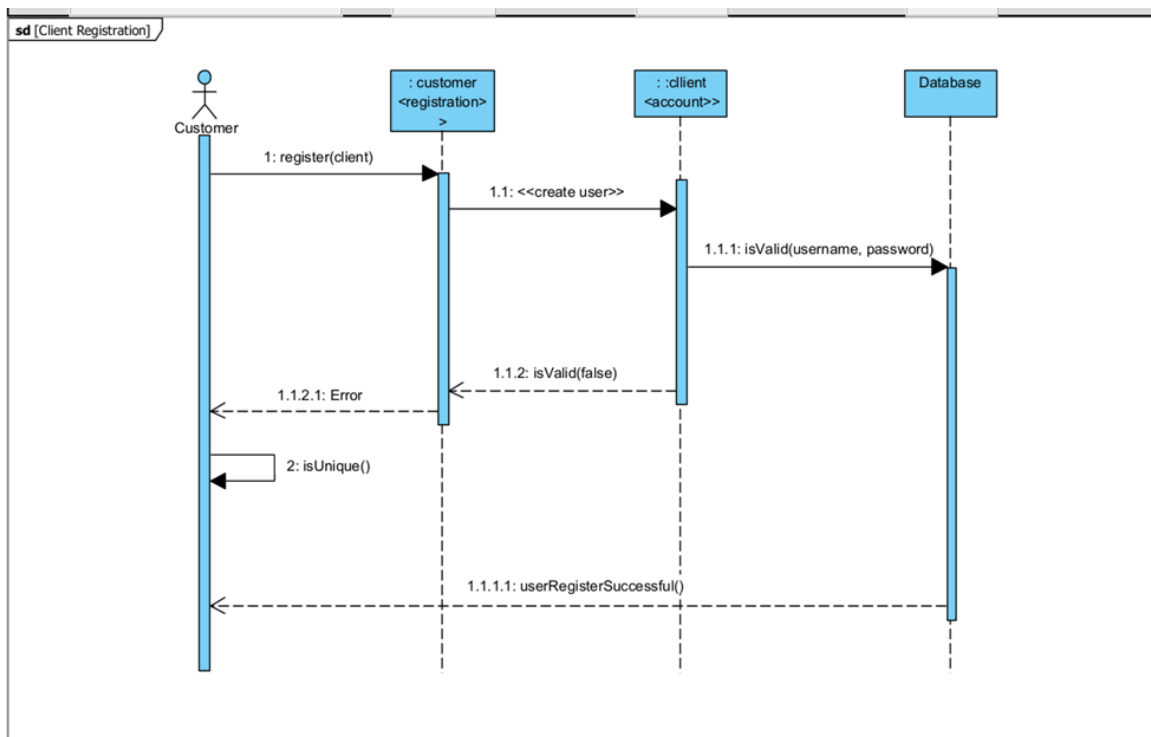 sd [Client Registration]
: customer
<registration>
>
: :cllient
<account>>
Database
Customer
1: register(client)
1.1: <<create user>>
1.1.1: isValid(username, password)
1.1.2: isValid(false)
1.1.2.1: Error
2: isUnique()
1.1.1.1: userRegisterSuccessful()